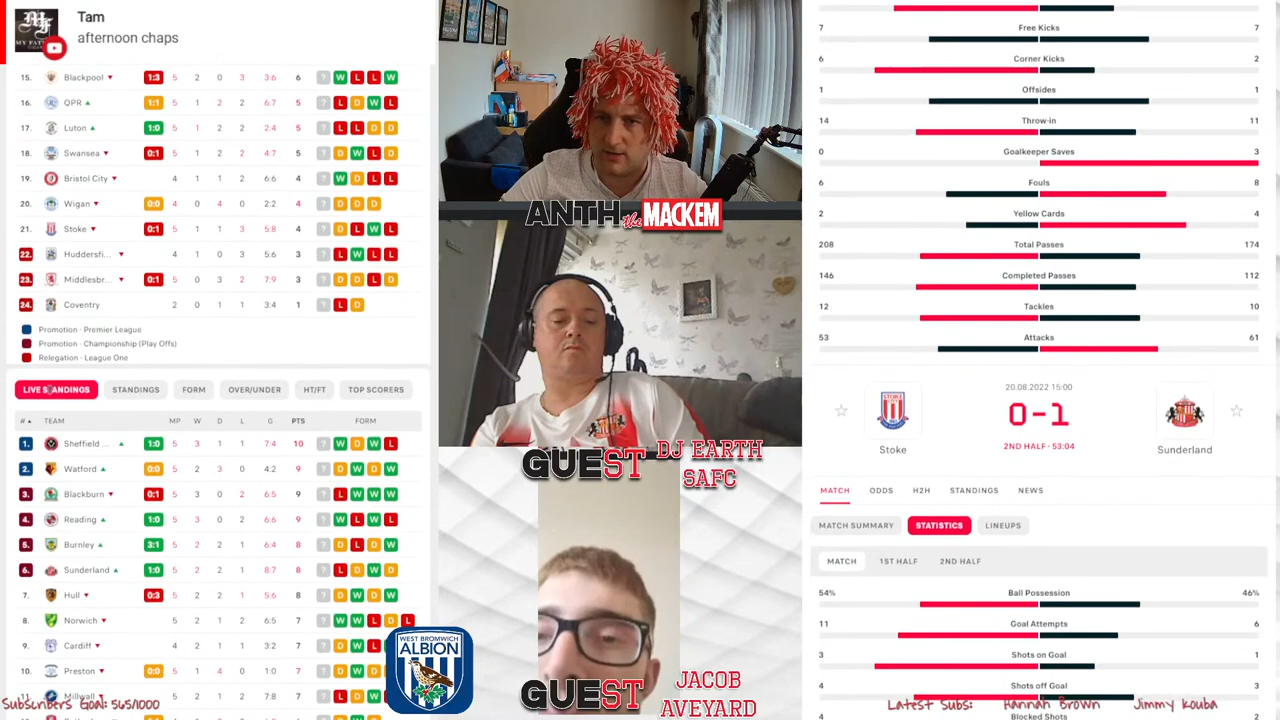 Tam
afternoon chaps
15. Blackpool 1:3 5 2 0 3 3:6 6 ? W L L W
16. QPR 1:1 5 1 2 2 6:7 5 ? L D W L
17. Luton 1:0 5 1 2 2 2:4 5 ? L L D D
18. Swansea 0:1 5 1 2 2 4:7 5 ? D W L D
19. Bristol City 4 1 1 2 6:6 4 ? W D L L
20. Wigan 0:0 4 0 4 0 2:2 4 ? D D D
21. Stoke 0:1 5 1 1 3 5:8 4 ? D L W L
22. Huddersfi... 4 1 0 3 5:6 3 ? L W L L
23. Middlesbr... 0:1 5 0 3 2 7:9 3 ? D D L D
24. Coventry 2 0 1 1 3:4 1 ? L D
Promotion - Premier League
Promotion - Championship (Play Offs)
Relegation - League One
LIVE STANDINGS STANDINGS FORM OVER/UNDER HT/FT TOP SCORERS
# TEAM MP W D L G PTS FORM
1. Sheffield ... 1:0 5 3 1 1 7:4 10 ? W D W L
2. Watford 0:0 5 2 3 0 4:2 9 ? D W D W
3. Blackburn 0:1 5 3 0 2 6:5 9 ? L W W W
4. Reading 1:0 5 3 0 2 6:6 9 ? W L W L
5. Burnley 3:1 5 2 2 1 6:4 8 ? D L D W
6. Sunderland 1:0 5 2 2 1 8:7 8 ? L D W D
7. Hull 0:3 5 2 2 1 5:6 8 ? D W D W
8. Norwich 5 2 1 2 6:5 7 ? W W L D L
9. Cardiff 4 1 1 3:2 7 ? D W L
10. Preston 0:0 5 1 4 0 1:0 7 ? D W D
11. Millwall 5 2 1 2 7:8 7 ? L D W
Subscribers Goal: 565/1000
ANTH the MACKEM
GUEST
DJ EARTH
SAFC
WEST BROMWICH
ALBION
GUEST
JACOB
AVEYARD
7 Free Kicks 7
6 Corner Kicks 2
1 Offsides 1
14 Throw-in 11
0 Goalkeeper Saves 3
6 Fouls 8
2 Yellow Cards 4
208 Total Passes 174
146 Completed Passes 112
12 Tackles 10
53 Attacks 61
20.08.2022 15:00
0-1
2ND HALF - 53:04
Stoke Sunderland
MATCH ODDS H2H STANDINGS NEWS
MATCH SUMMARY STATISTICS LINEUPS
MATCH 1ST HALF 2ND HALF
54% Ball Possession 46%
11 Goal Attempts 6
3 Shots on Goal 1
4 Shots off Goal 3
Latest Subs: Hannah Brown Jimmy Kouba
4 Blocked Shots 2